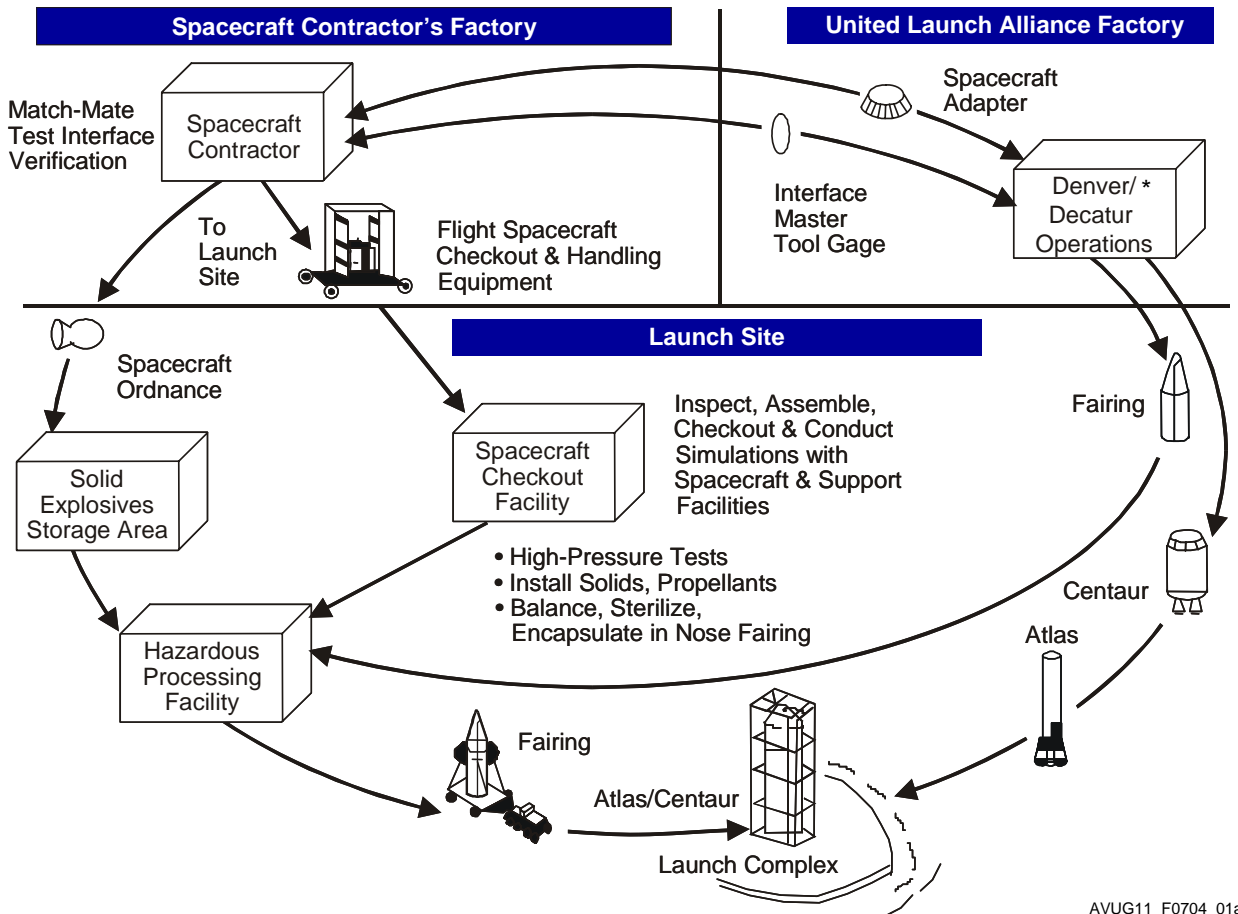 Spacecraft Contractor's Factory
United Launch Alliance Factory
Match-Mate
Test Interface
Verification
Spacecraft
Contractor
Spacecraft
Adapter
Interface
Master
Tool Gage
Denver/ *
Decatur
Operations
To
Launch
Site
Flight Spacecraft
Checkout & Handling
Equipment
Launch Site
Spacecraft
Ordnance
Fairing
Solid
Explosives
Storage Area
Spacecraft
Checkout
Facility
Inspect, Assemble,
Checkout & Conduct
Simulations with
Spacecraft & Support
Facilities
• High-Pressure Tests
• Install Solids, Propellants
• Balance, Sterilize,
Encapsulate in Nose Fairing
Centaur
Atlas
Hazardous
Processing
Facility
Fairing
Atlas/Centaur
Launch Complex
AVUG11_F0704_01a